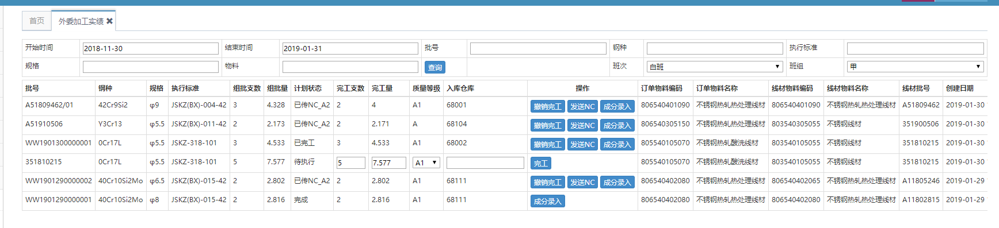 首页 外委加工实绩 ✖
开始时间 2018-11-30 结束时间 2019-01-31 批号 钢种 执行标准
规格 物料 查询 班次 白班 班组 甲
批号 钢种 规格 执行标准 组批支数 组批量 计划状态 完工支数 完工量 质量等级 入库仓库 操作 订单物料编码 订单物料名称 线材物料编码 线材物料名称 线材批号 创建日期
A51809462/01 42Cr9Si2 φ9 JSKZ(BX)-004-42 3 4.328 已传NC_A2 2 4 A1 68001 撤销完工 发送NC 成分录入 806540401090 不锈钢热轧热处理线材 806540401090 不锈钢热轧热处理线材 A51809462 2019-01-30
A51910506 Y3Cr13 φ5.5 JSKZ(BX)-011-42 2 2.173 已传NC_A2 2 2.171 A 68104 撤销完工 发送NC 成分录入 806540305150 不锈钢热轧热处理线材 803540305055 不锈钢线材 351900506 2019-01-30
WW1901300000001 0Cr17L φ5.5 JSKZ-318-101 3 4.533 已完工 3 4.533 A1 68002 撤销完工 发送NC 成分录入 805540105070 不锈钢热轧酸洗线材 803540105055 不锈钢线材 351810215 2019-01-30
351810215 0Cr17L φ5.5 JSKZ-318-101 5 7.577 待执行 5 7.577 A1 完工 805540105070 不锈钢热轧酸洗线材 803540105055 不锈钢线材 351810215 2019-01-30
WW1901290000002 40Cr10Si2Mo φ6.5 JSKZ(BX)-015-42 2 2.802 已传NC_A2 2 2.802 A1 68111 撤销完工 发送NC 成分录入 806540402080 不锈钢热轧热处理线材 806540402065 不锈钢热轧热处理线材 A11805246 2019-01-29
WW1901290000001 40Cr10Si2Mo φ8 JSKZ(BX)-015-42 2 2.816 完成 2 2.816 A1 68111 成分录入 806540402080 不锈钢热轧热处理线材 806540402080 不锈钢热轧热处理线材 A11802815 2019-01-29